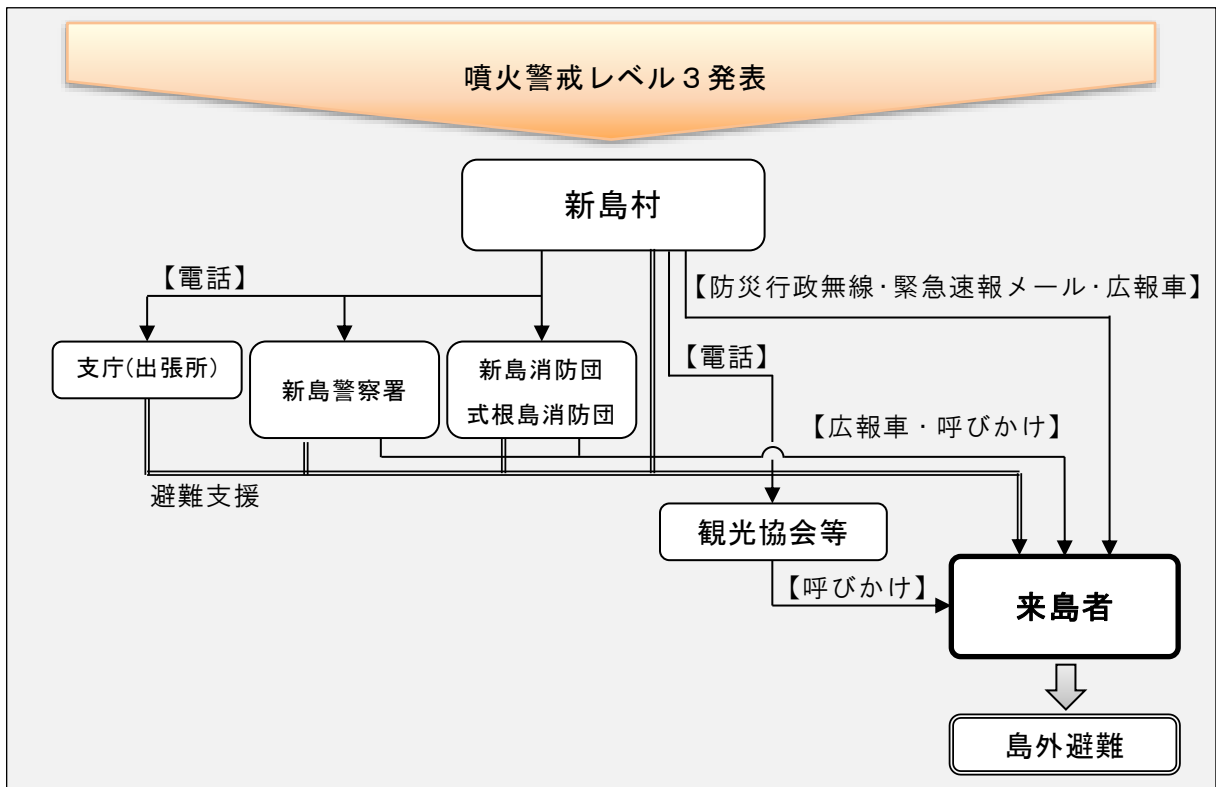 噴火警戒レベル３発表
新島村
【電話】
【防災行政無線･緊急速報メール･広報車】
支庁(出張所)
新島警察署
新島消防団
式根島消防団
【電話】
【広報車・呼びかけ】
避難支援
観光協会等
【呼びかけ】
来島者
島外避難